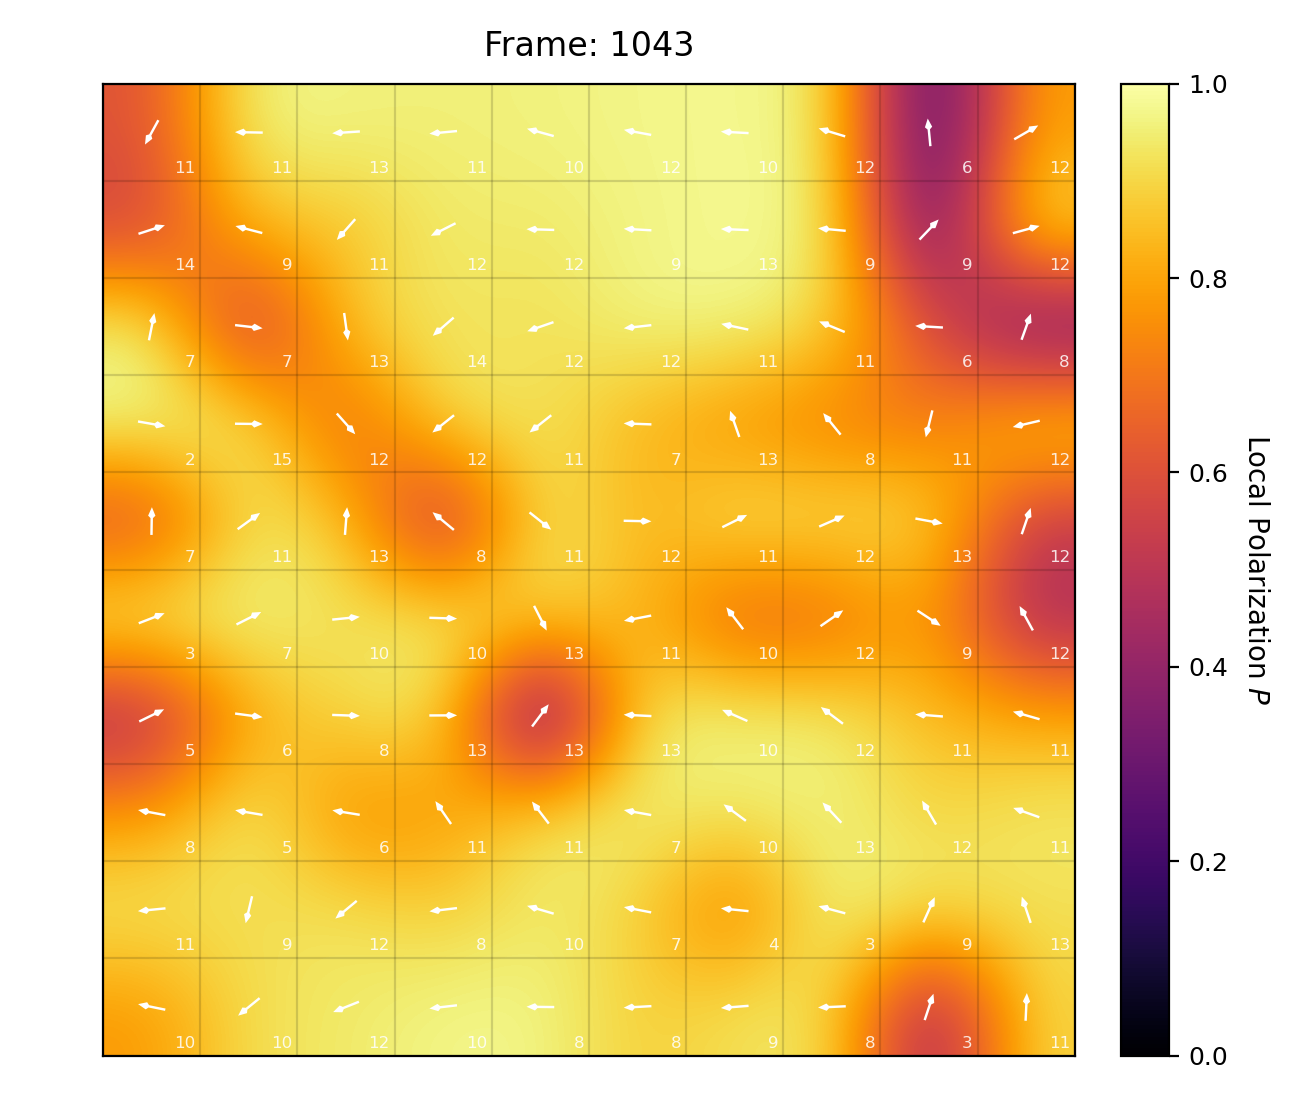 Frame: 1043
11 11 13 11 10 12 10 12 6 12
14 9 11 12 12 9 13 9 9 12
7 7 13 14 12 12 11 11 6 8
2 15 12 12 11 7 13 8 11 12
7 11 13 8 11 12 11 12 13 12
3 7 10 10 13 11 10 12 9 12
5 6 8 13 13 13 10 12 11 11
8 5 6 11 11 7 10 13 12 11
11 9 12 8 10 7 4 3 9 13
10 10 12 10 8 8 9 8 3 11
1.0
0.8
0.6
0.4
0.2
0.0
Local Polarization P